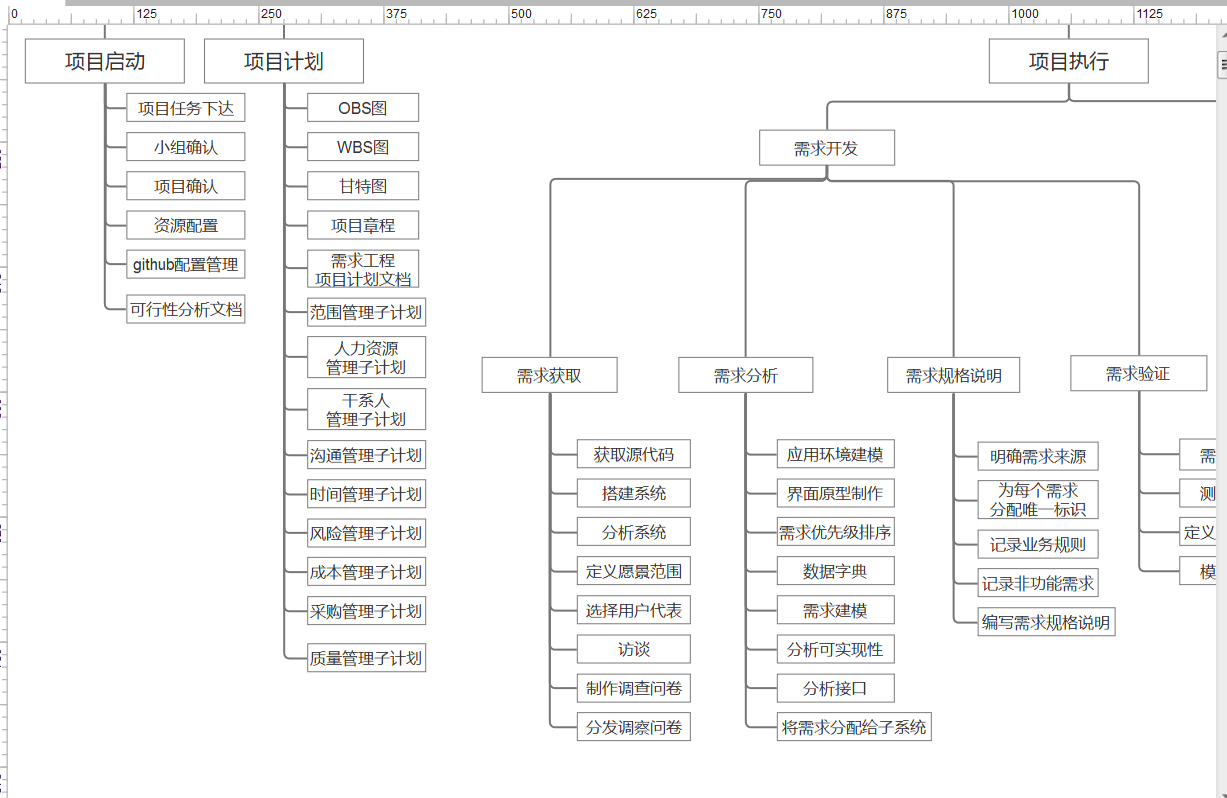 0 125 250 375 500 625 750 875 1000 1125
项目启动
项目任务下达
小组确认
项目确认
资源配置
github配置管理
可行性分析文档
项目计划
OBS图
WBS图
甘特图
项目章程
需求工程
项目计划文档
范围管理子计划
人力资源
管理子计划
干系人
管理子计划
沟通管理子计划
时间管理子计划
风险管理子计划
成本管理子计划
采购管理子计划
质量管理子计划
项目执行
需求开发
需求获取
获取源代码
搭建系统
分析系统
定义愿景范围
选择用户代表
访谈
制作调查问卷
分发调察问卷
需求分析
应用环境建模
界面原型制作
需求优先级排序
数据字典
需求建模
分析可实现性
分析接口
将需求分配给子系统
需求规格说明
明确需求来源
为每个需求
分配唯一标识
记录业务规则
记录非功能需求
编写需求规格说明
需求验证
需
测
定义
模